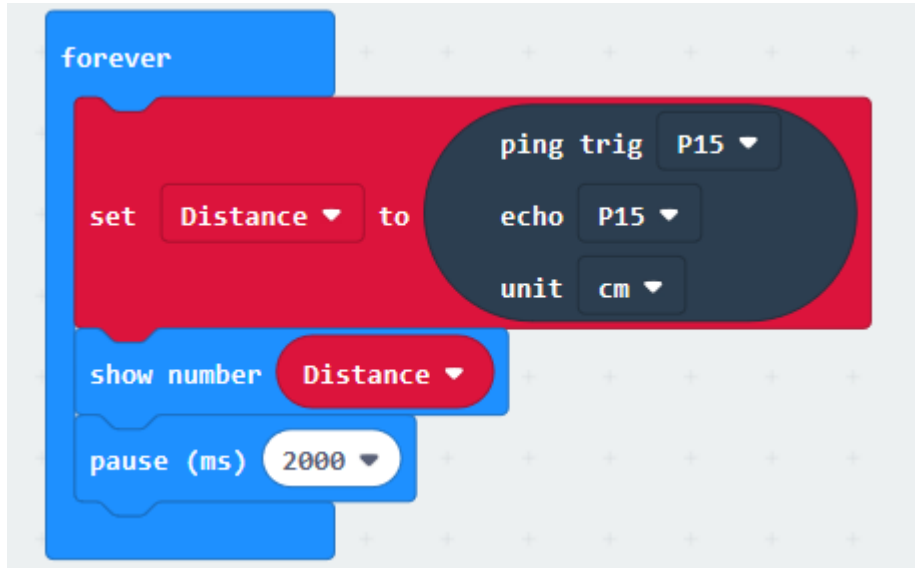 forever
ping trig P15
set Distance to echo P15
unit cm
show number Distance
pause (ms) 2000